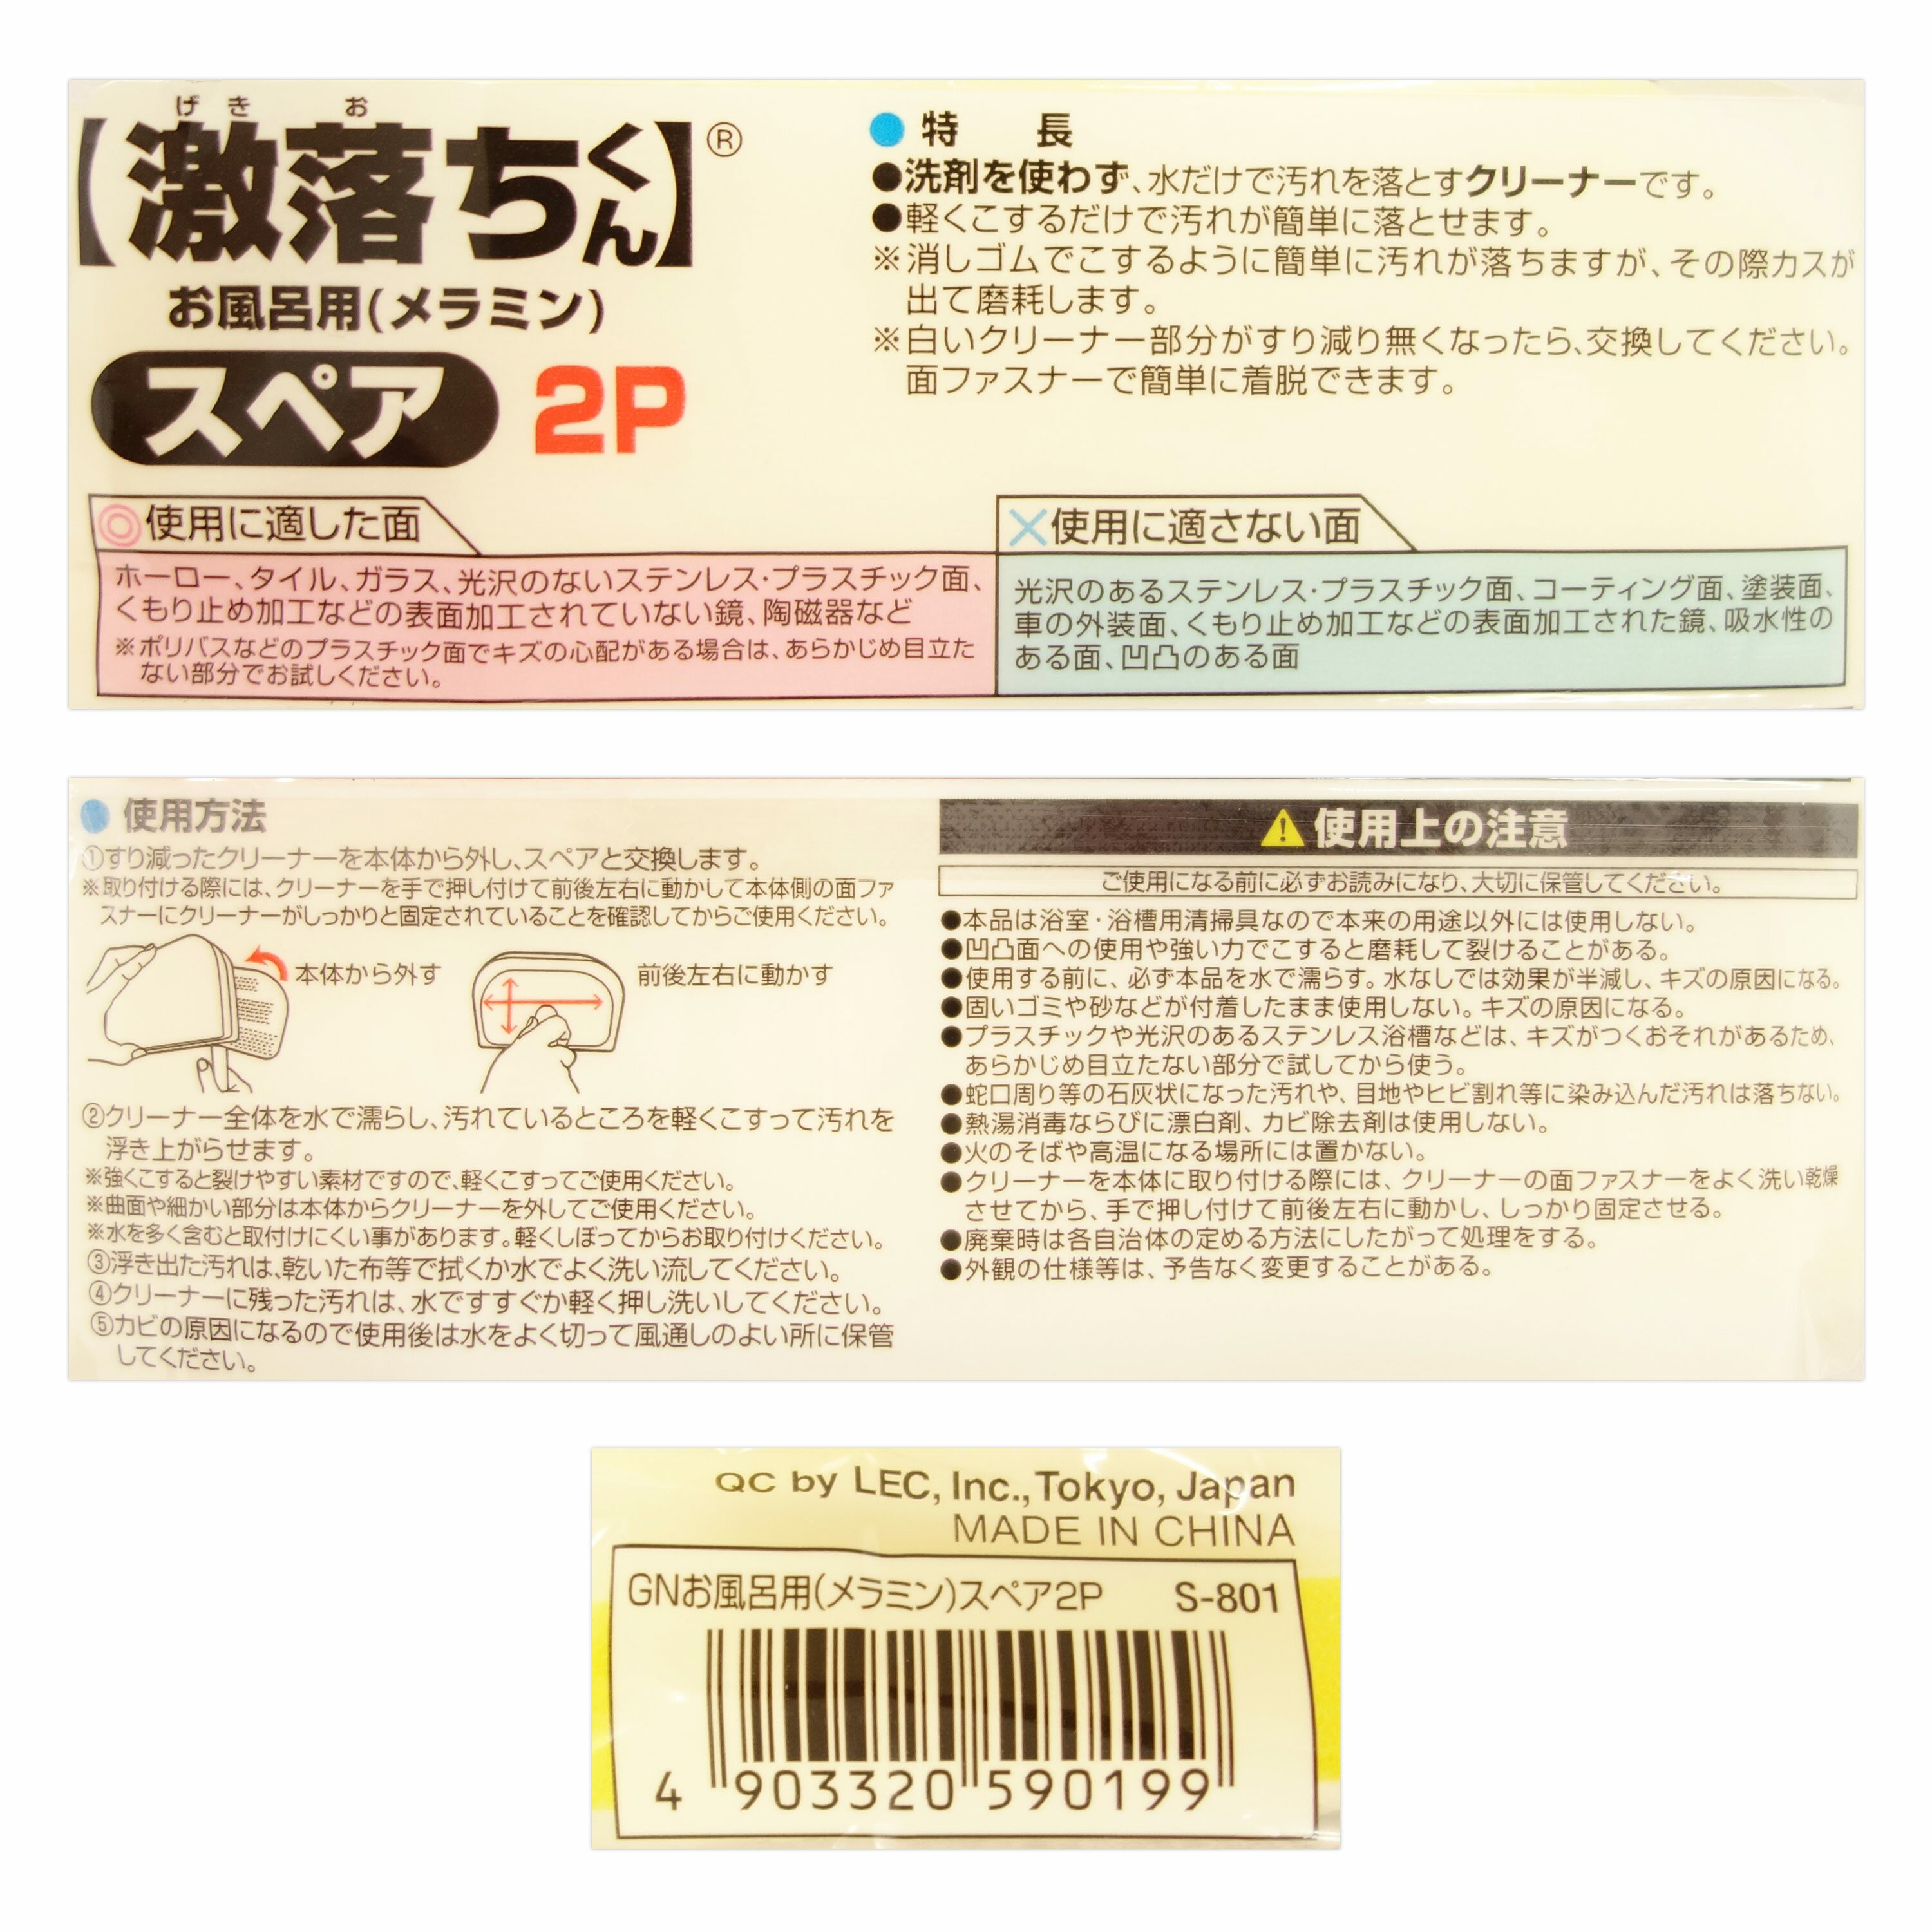 げき お
【激落ちくん】®
お風呂用(メラミン)
スペア 2P
●特 長
●洗剤を使わず、水だけで汚れを落とすクリーナーです。
●軽くこするだけで汚れが簡単に落とせます。
※消しゴムでこするように簡単に汚れが落ちますが、その際カスが
出て磨耗します。
※白いクリーナー部分がすり減り無くなったら、交換してください。
面ファスナーで簡単に着脱できます。
◎使用に適した面
ホーロー、タイル、ガラス、光沢のないステンレス・プラスチック面、
くもり止め加工などの表面加工されていない鏡、陶磁器など
※ポリバスなどのプラスチック面でキズの心配がある場合は、あらかじめ目立た
ない部分でお試しください。
×使用に適さない面
光沢のあるステンレス・プラスチック面、コーティング面、塗装面、
車の外装面、くもり止め加工などの表面加工された鏡、吸水性の
ある面、凹凸のある面
●使用方法
①すり減ったクリーナーを本体から外し、スペアと交換します。
※取り付ける際には、クリーナーを手で押し付けて前後左右に動かして本体側の面ファ
スナーにクリーナーがしっかりと固定されていることを確認してからご使用ください。
本体から外す
前後左右に動かす
②クリーナー全体を水で濡らし、汚れているところを軽くこすって汚れを
浮き上がらせます。
※強くこすると裂けやすい素材ですので、軽くこすってご使用ください。
※曲面や細かい部分は本体からクリーナーを外してご使用ください。
※水を多く含むと取付けにくい事があります。軽くしぼってからお取り付けください。
③浮き出た汚れは、乾いた布等で拭くか水でよく洗い流してください。
④クリーナーに残った汚れは、水ですすぐか軽く押し洗いしてください。
⑤カビの原因になるので使用後は水をよく切って風通しのよい所に保管
してください。
⚠使用上の注意
ご使用になる前に必ずお読みになり、大切に保管してください。
●本品は浴室・浴槽用清掃具なので本来の用途以外には使用しない。
●凹凸面への使用や強い力でこすると磨耗して裂けることがある。
●使用する前に、必ず本品を水で濡らす。水なしでは効果が半減し、キズの原因になる。
●固いゴミや砂などが付着したまま使用しない。キズの原因になる。
●プラスチックや光沢のあるステンレス浴槽などは、キズがつくおそれがあるため、
あらかじめ目立たない部分で試してから使う。
●蛇口周り等の石灰状になった汚れや、目地やヒビ割れ等に染み込んだ汚れは落ちない。
●熱湯消毒ならびに漂白剤、カビ除去剤は使用しない。
●火のそばや高温になる場所には置かない。
●クリーナーを本体に取り付ける際には、クリーナーの面ファスナーをよく洗い乾燥
させてから、手で押し付けて前後左右に動かし、しっかり固定させる。
●廃棄時は各自治体の定める方法にしたがって処理をする。
●外観の仕様等は、予告なく変更することがある。
QC by LEC, Inc., Tokyo, Japan
MADE IN CHINA
GNお風呂用(メラミン)スペア2P S-801
4 903320 590199